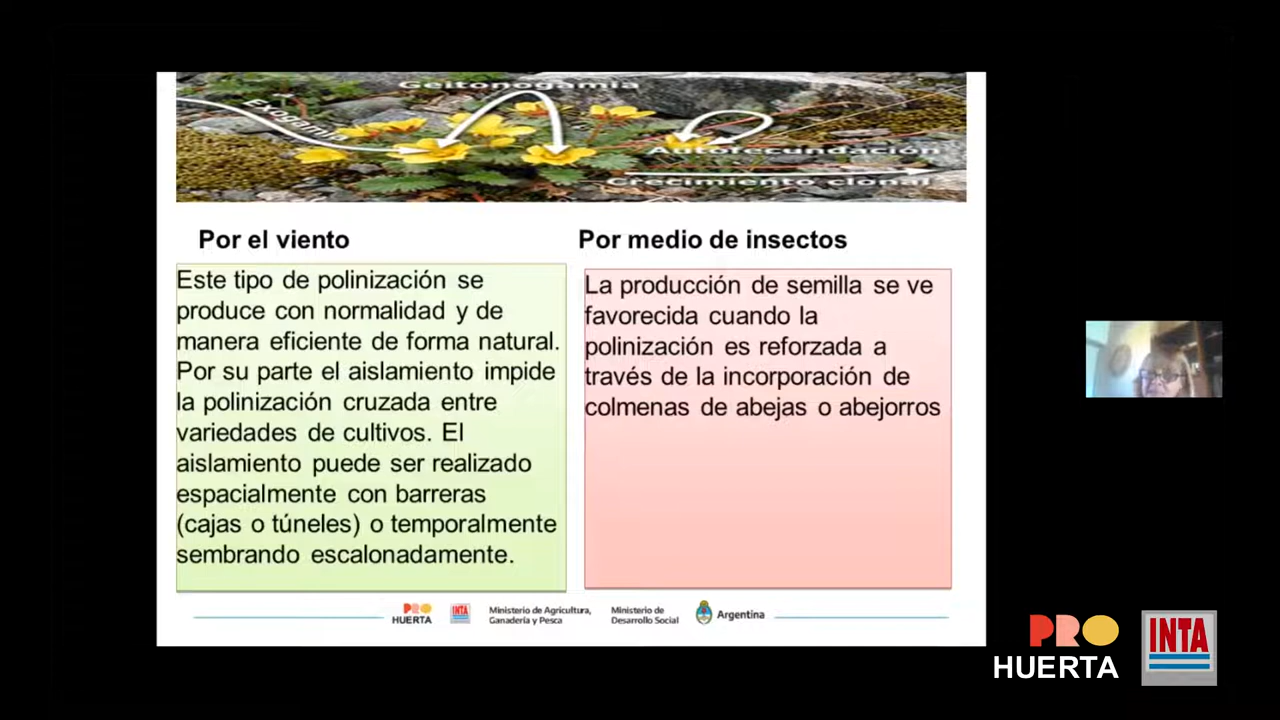 Geitonogamia
Exogamia
Autofecundación
Crecimiento clonal
Por el viento
Este tipo de polinización se
produce con normalidad y de
manera eficiente de forma natural.
Por su parte el aislamiento impide
la polinización cruzada entre
variedades de cultivos. El
aislamiento puede ser realizado
espacialmente con barreras
(cajas o túneles) o temporalmente
sembrando escalonadamente.
Por medio de insectos
La producción de semilla se ve
favorecida cuando la
polinización es reforzada a
través de la incorporación de
colmenas de abejas o abejorros
PRO
HUERTA
INTA
Ministerio de Agricultura,
Ganadería y Pesca
Ministerio de
Desarrollo Social
Argentina
PRO
HUERTA
INTA